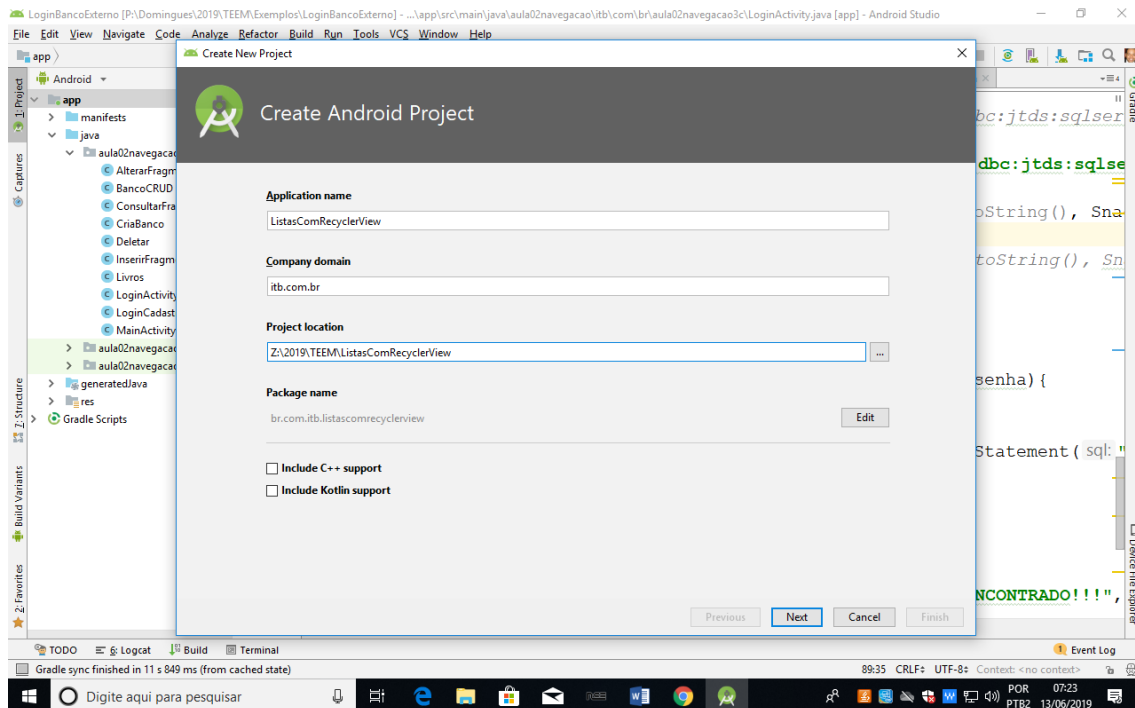 LoginBancoExterno [P:\Domingues\2019\TEEM\Exemplos\LoginBancoExterno] - ...\app\src\main\java\aula02navegacao\itb\com\br\aula02navegacao3c\LoginActivity.java [app] - Android Studio
File Edit View Navigate Code Analyze Refactor Build Run Tools VCS Window Help
app
Create New Project
Android
1: Project
Captures
7: Structure
Build Variants
2: Favorites
app
manifests
java
aula02navegacao
AlterarFragm
BancoCRUD
ConsultarFra
CriaBanco
Deletar
InserirFragm
Livros
LoginActivity
LoginCadast
MainActivity
aula02navegacao
aula02navegacao
generatedJava
res
Gradle Scripts
Create Android Project
Application name
ListasComRecyclerView
Company domain
itb.com.br
Project location
Z:\2019\TEEM\ListasComRecyclerView
...
Package name
br.com.itb.listascomrecyclerview
Edit
Include C++ support
Include Kotlin support
Previous Next Cancel Finish
bc:jtds:sqlser
dbc:jtds:sqlse
oString(), Sna
toString(), Sn
senha){
Statement( sql: "
NCONTRADO!!!",
Gradle
Device File Explorer
TODO 6: Logcat Build Terminal Event Log
Gradle sync finished in 11 s 849 ms (from cached state) 89:35 CRLF÷ UTF-8÷ Context: <no context>
Digite aqui para pesquisar
POR 07:23
PTB2 13/06/2019